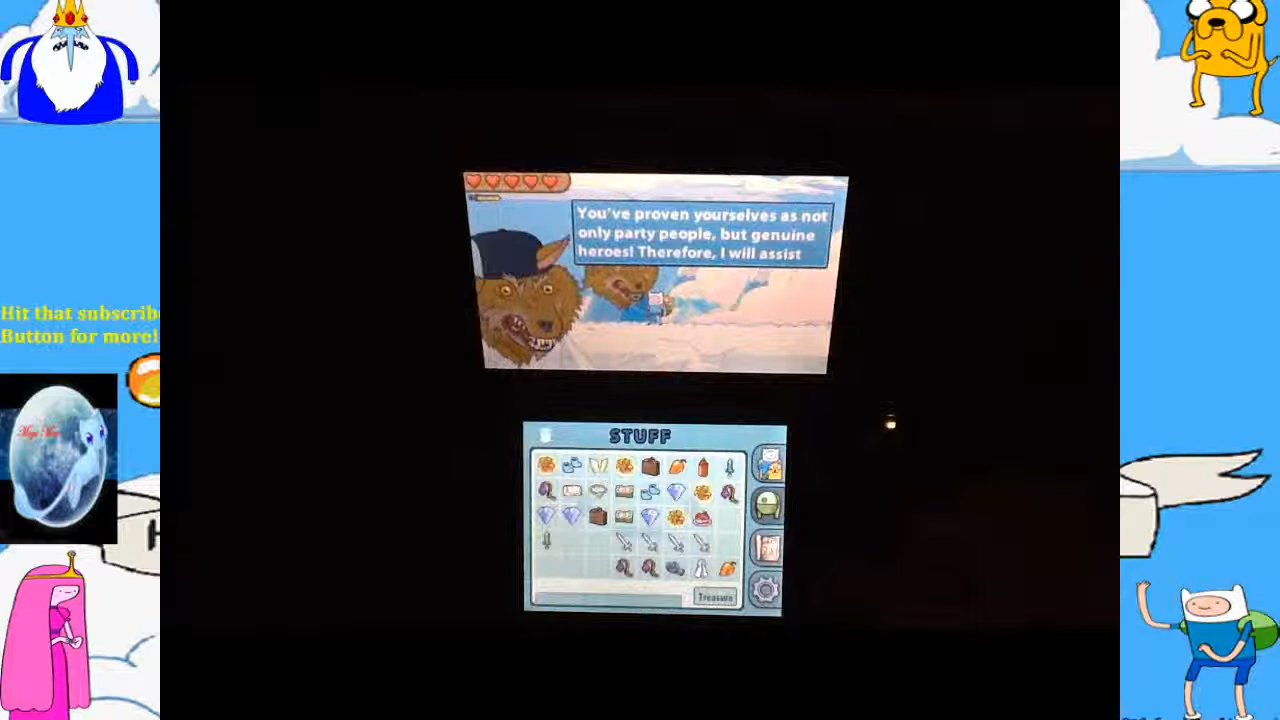 You've proven yourselves as not
only party people, but genuine
heroes! Therefore, I will assist
Hit that subscribe
Button for more!
STUFF
Treasure